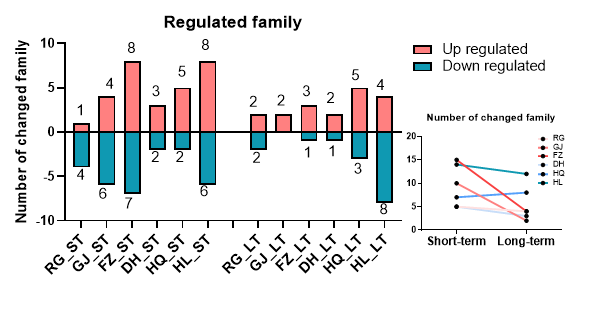 Regulated family
Number of changed family
10
5
0
-5
-10
1
4
8
3
5
8
2
2
3
2
5
4
4
6
7
2
2
6
2
1
1
3
8
RG_ST
GJ_ST
FZ_ST
DH_ST
HQ_ST
HL_ST
RG_LT
GJ_LT
FZ_LT
DH_LT
HQ_LT
HL_LT
Up regulated
Down regulated
Number of changed family
20
15
10
5
0
Short-term
Long-term
RG
GJ
FZ
DH
HQ
HL